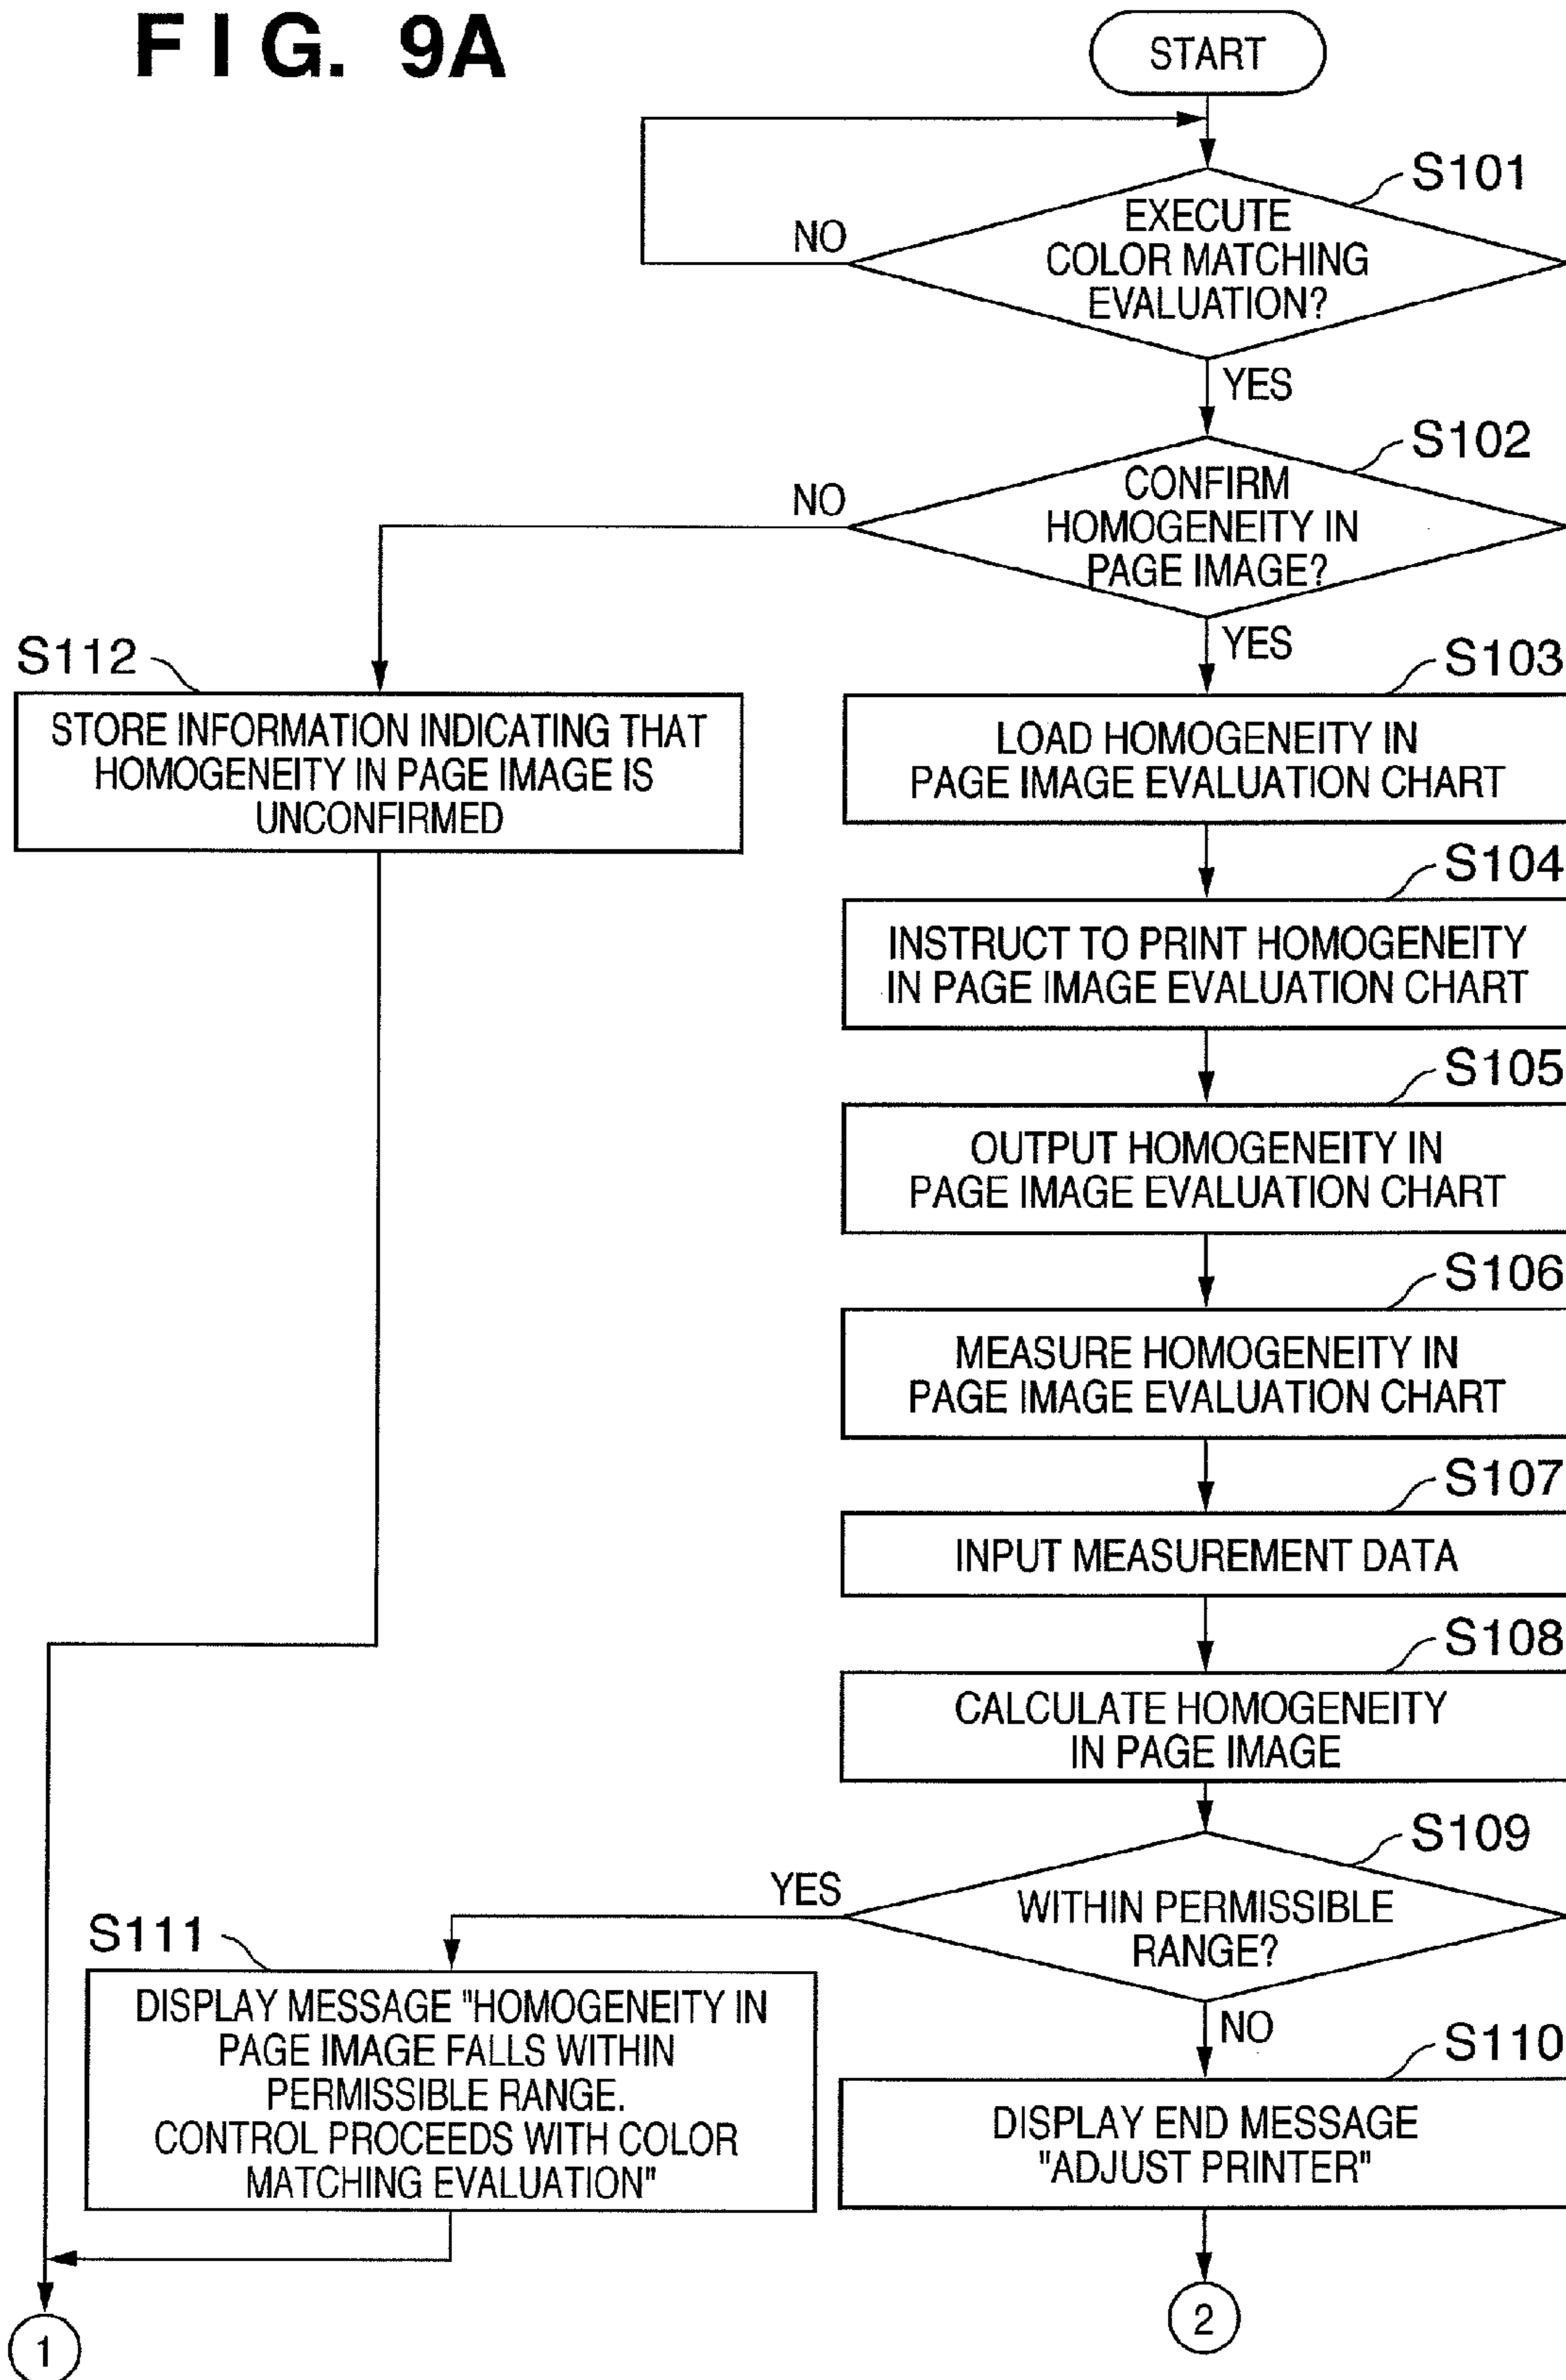 FIG. 9A
START
S101
EXECUTE
COLOR MATCHING
EVALUATION?
NO
YES
S102
CONFIRM
HOMOGENEITY IN
PAGE IMAGE?
NO
YES
S112
STORE INFORMATION INDICATING THAT
HOMOGENEITY IN PAGE IMAGE IS
UNCONFIRMED
S103
LOAD HOMOGENEITY IN
PAGE IMAGE EVALUATION CHART
S104
INSTRUCT TO PRINT HOMOGENEITY
IN PAGE IMAGE EVALUATION CHART
S105
OUTPUT HOMOGENEITY IN
PAGE IMAGE EVALUATION CHART
S106
MEASURE HOMOGENEITY IN
PAGE IMAGE EVALUATION CHART
S107
INPUT MEASUREMENT DATA
S108
CALCULATE HOMOGENEITY
IN PAGE IMAGE
S109
WITHIN PERMISSIBLE
RANGE?
YES
NO
S111
DISPLAY MESSAGE "HOMOGENEITY IN
PAGE IMAGE FALLS WITHIN
PERMISSIBLE RANGE.
CONTROL PROCEEDS WITH COLOR
MATCHING EVALUATION"
S110
DISPLAY END MESSAGE
"ADJUST PRINTER"
1
2